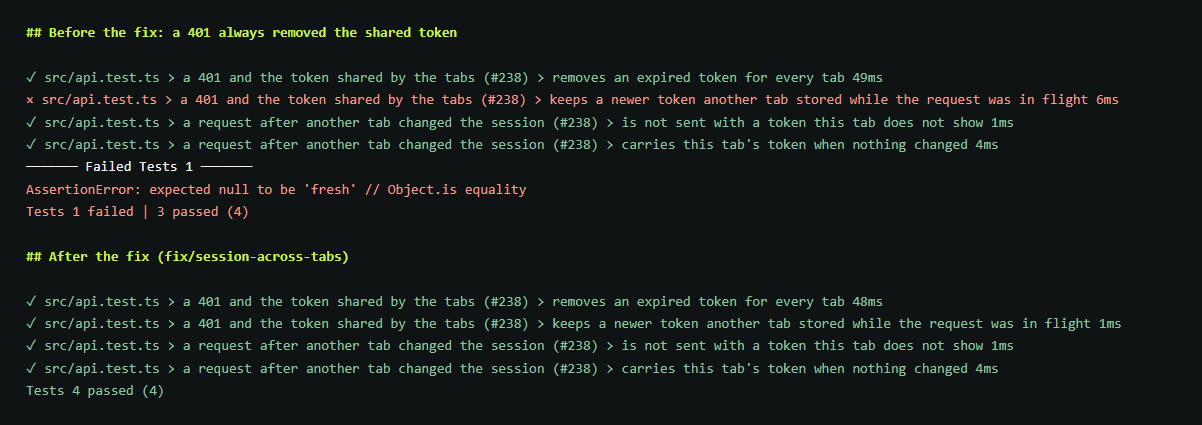 ## Before the fix: a 401 always removed the shared token
✓ src/api.test.ts > a 401 and the token shared by the tabs (#238) > removes an expired token for every tab 49ms
× src/api.test.ts > a 401 and the token shared by the tabs (#238) > keeps a newer token another tab stored while the request was in flight 6ms
✓ src/api.test.ts > a request after another tab changed the session (#238) > is not sent with a token this tab does not show 1ms
✓ src/api.test.ts > a request after another tab changed the session (#238) > carries this tab's token when nothing changed 4ms
─────── Failed Tests 1 ───────
AssertionError: expected null to be 'fresh' // Object.is equality
Tests 1 failed | 3 passed (4)
## After the fix (fix/session-across-tabs)
✓ src/api.test.ts > a 401 and the token shared by the tabs (#238) > removes an expired token for every tab 48ms
✓ src/api.test.ts > a 401 and the token shared by the tabs (#238) > keeps a newer token another tab stored while the request was in flight 1ms
✓ src/api.test.ts > a request after another tab changed the session (#238) > is not sent with a token this tab does not show 1ms
✓ src/api.test.ts > a request after another tab changed the session (#238) > carries this tab's token when nothing changed 4ms
Tests 4 passed (4)